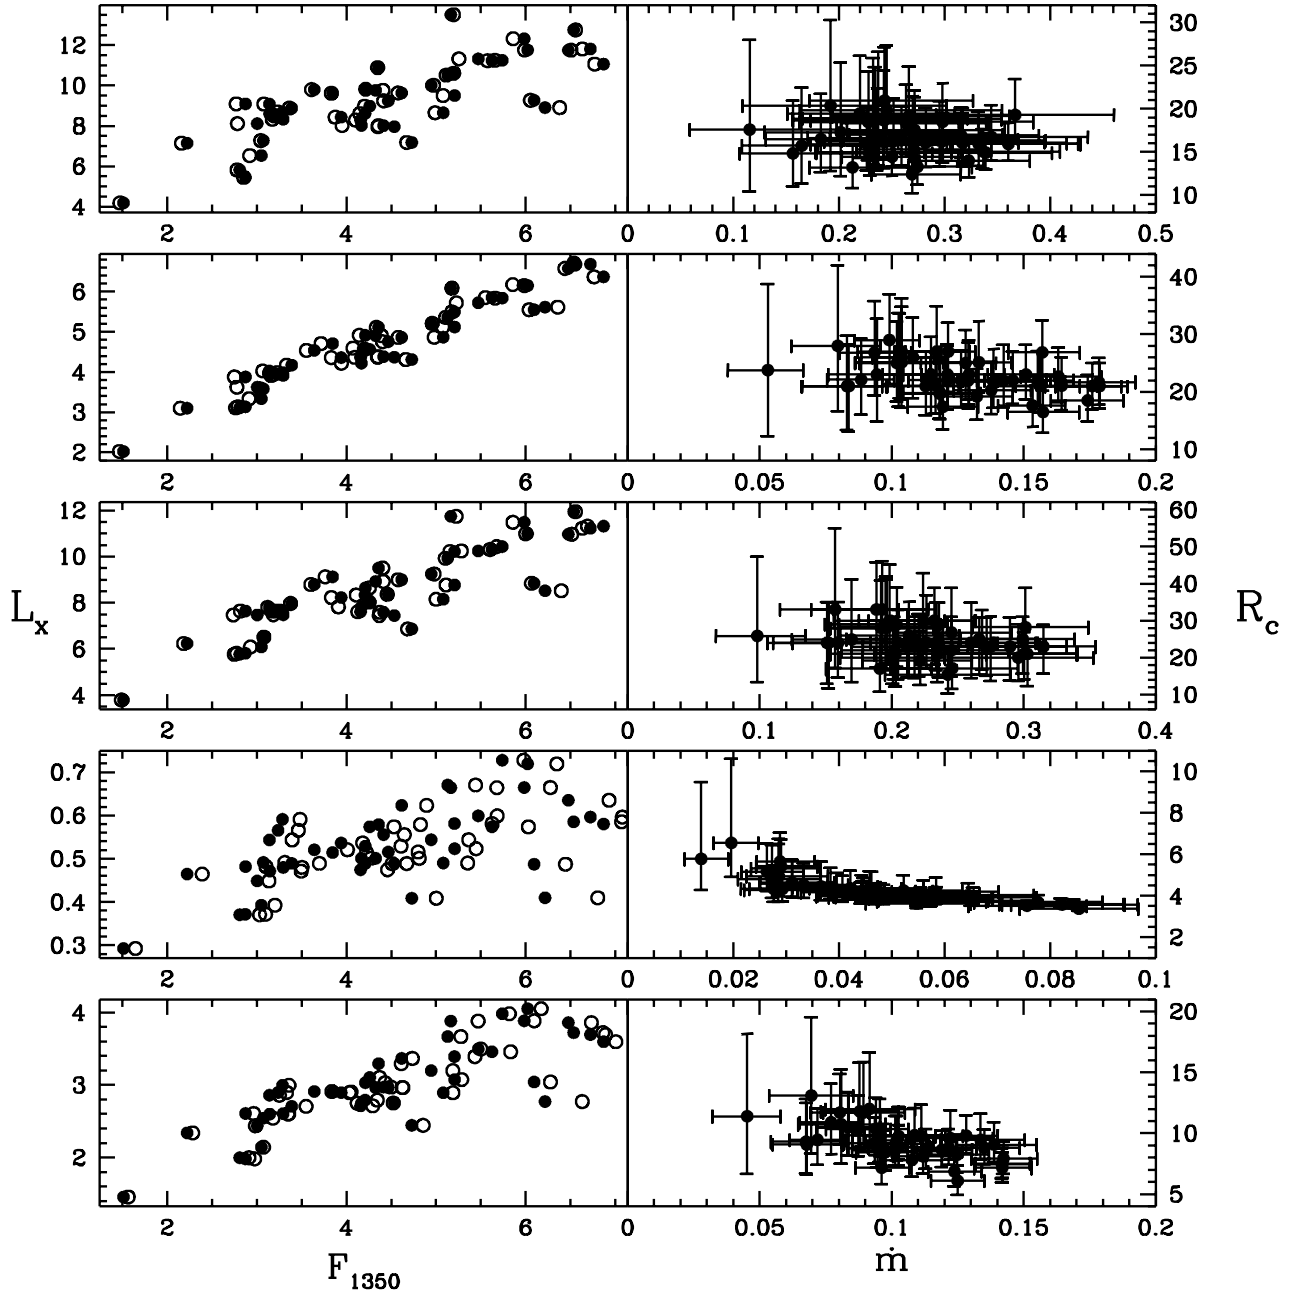 12 10 8 6 4
30 25 20 15 10
2 4 6 0 0.1 0.2 0.3 0.4 0.5
6 5 4 3 2
40 30 20 10
2 4 6 0 0.05 0.1 0.15 0.2
12 10 8 6 4
60 50 40 30 20 10
L_x
R_c
2 4 6 0 0.1 0.2 0.3 0.4
0.7 0.6 0.5 0.4 0.3
10 8 6 4 2
2 4 6 0 0.02 0.04 0.06 0.08 0.1
4 3 2
20 15 10 5
2 4 6 0 0.05 0.1 0.15 0.2
F_1350
ṁ